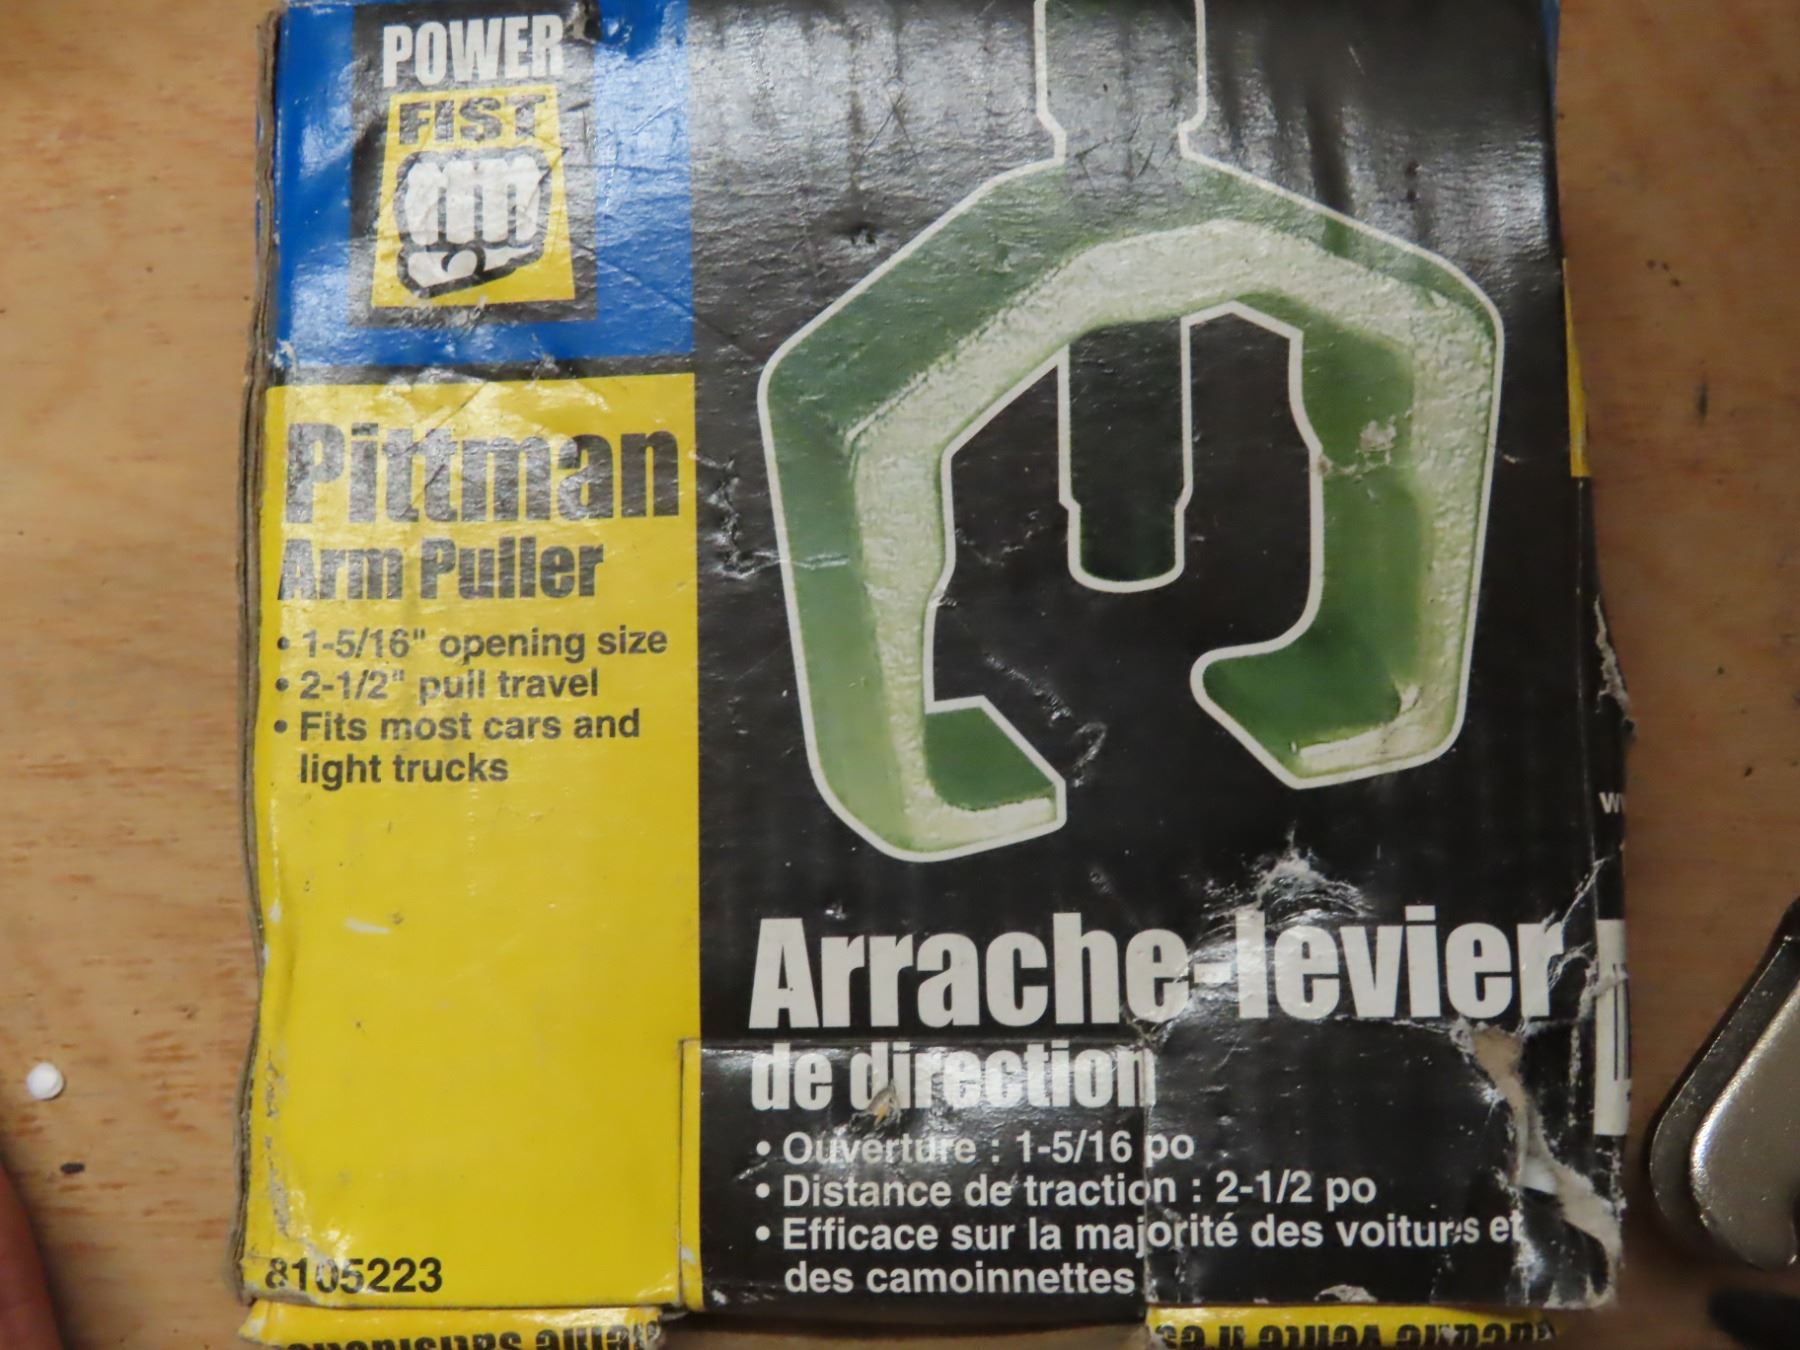 POWER
FIST
Pittman
Arm Puller
• 1-5/16" opening size
• 2-1/2" pull travel
• Fits most cars and
light trucks
8105223
Arrache-levier
de direction
• Ouverture : 1-5/16 po
• Distance de traction : 2-1/2 po
• Efficace sur la majorité des voitures et
des camoinnettes